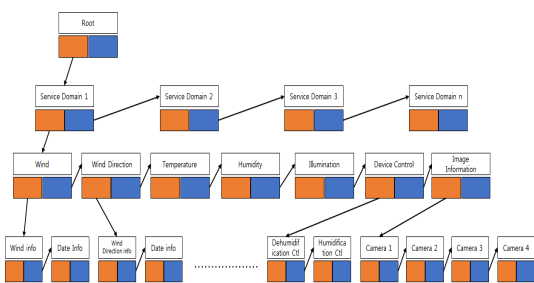 Root
Service Domain 1
Service Domain 2
Service Domain 3
Service Domain n
Wind
Wind Direction
Temperature
Humidity
Illumination
Device Control
Image
Information
Wind info
Date Info
Wind
Direction info
Date info
....................
Dehumidif
ication Ctl
Humidifica
tion Ctl
Camera 1
Camera 2
Camera 3
Camera 4